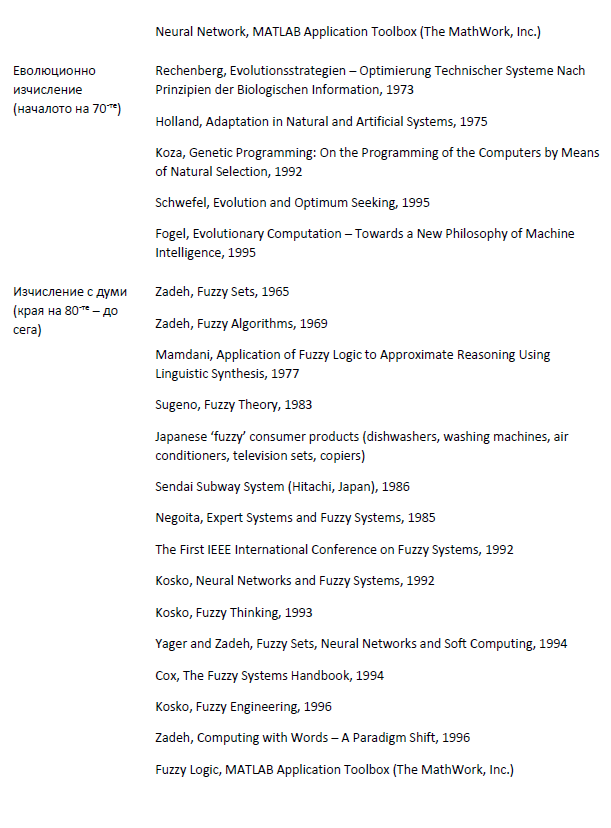 Neural Network, MATLAB Application Toolbox (The MathWork, Inc.)
Еволюционно
изчисление
(началото на 70-те)
Rechenberg, Evolutionsstrategien – Optimierung Technischer Systeme Nach
Prinzipien der Biologischen Information, 1973
Holland, Adaptation in Natural and Artificial Systems, 1975
Koza, Genetic Programming: On the Programming of the Computers by Means
of Natural Selection, 1992
Schwefel, Evolution and Optimum Seeking, 1995
Fogel, Evolutionary Computation – Towards a New Philosophy of Machine
Intelligence, 1995
Изчисление с думи
(края на 80-те – до
сега)
Zadeh, Fuzzy Sets, 1965
Zadeh, Fuzzy Algorithms, 1969
Mamdani, Application of Fuzzy Logic to Approximate Reasoning Using
Linguistic Synthesis, 1977
Sugeno, Fuzzy Theory, 1983
Japanese ‘fuzzy’ consumer products (dishwashers, washing machines, air
conditioners, television sets, copiers)
Sendai Subway System (Hitachi, Japan), 1986
Negoita, Expert Systems and Fuzzy Systems, 1985
The First IEEE International Conference on Fuzzy Systems, 1992
Kosko, Neural Networks and Fuzzy Systems, 1992
Kosko, Fuzzy Thinking, 1993
Yager and Zadeh, Fuzzy Sets, Neural Networks and Soft Computing, 1994
Cox, The Fuzzy Systems Handbook, 1994
Kosko, Fuzzy Engineering, 1996
Zadeh, Computing with Words – A Paradigm Shift, 1996
Fuzzy Logic, MATLAB Application Toolbox (The MathWork, Inc.)